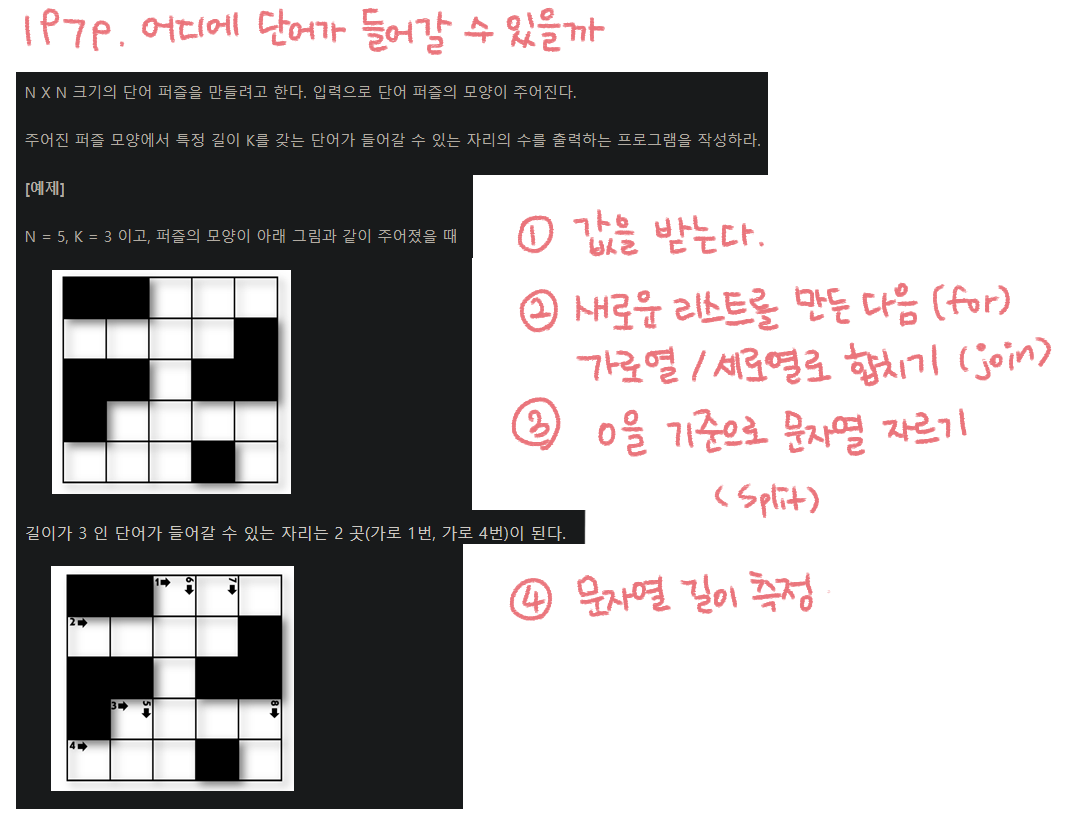 1979. 어디에 단어가 들어갈 수 있을까
N X N 크기의 단어 퍼즐을 만들려고 한다. 입력으로 단어 퍼즐의 모양이 주어진다.
주어진 퍼즐 모양에서 특정 길이 K를 갖는 단어가 들어갈 수 있는 자리의 수를 출력하는 프로그램을 작성하라.
[예제]
N = 5, K = 3 이고, 퍼즐의 모양이 아래 그림과 같이 주어졌을 때
길이가 3 인 단어가 들어갈 수 있는 자리는 2 곳(가로 1번, 가로 4번)이 된다.
1➡ 6➡ 7➡
2➡
3➡ 5➡ 8➡
4➡
① 값을 받는다.
② 새로운 리스트를 만든 다음 (for)
가로열 / 세로열로 합치기 (join)
③ 0을 기준으로 문자열 자르기
(split)
④ 문자열 길이 측정